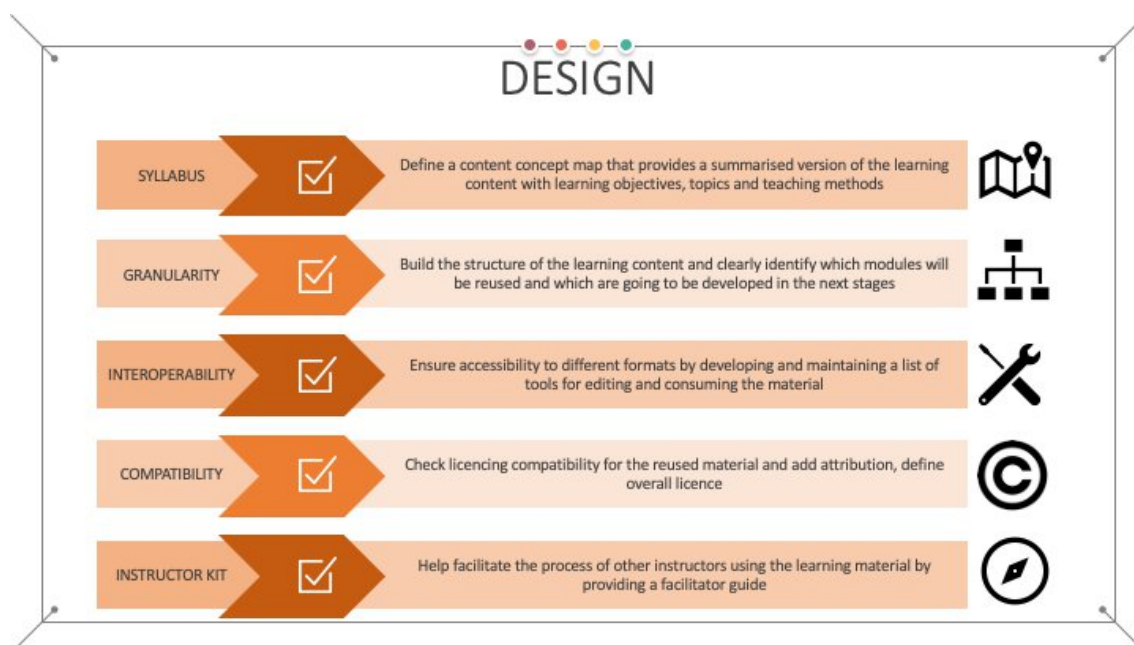 DESIGN
SYLLABUS
Define a content concept map that provides a summarised version of the learning
content with learning objectives, topics and teaching methods
GRANULARITY
Build the structure of the learning content and clearly identify which modules will
be reused and which are going to be developed in the next stages
INTEROPERABILITY
Ensure accessibility to different formats by developing and maintaining a list of
tools for editing and consuming the material
COMPATIBILITY
Check licencing compatibility for the reused material and add attribution, define
overall licence
INSTRUCTOR KIT
Help facilitate the process of other instructors using the learning material by
providing a facilitator guide